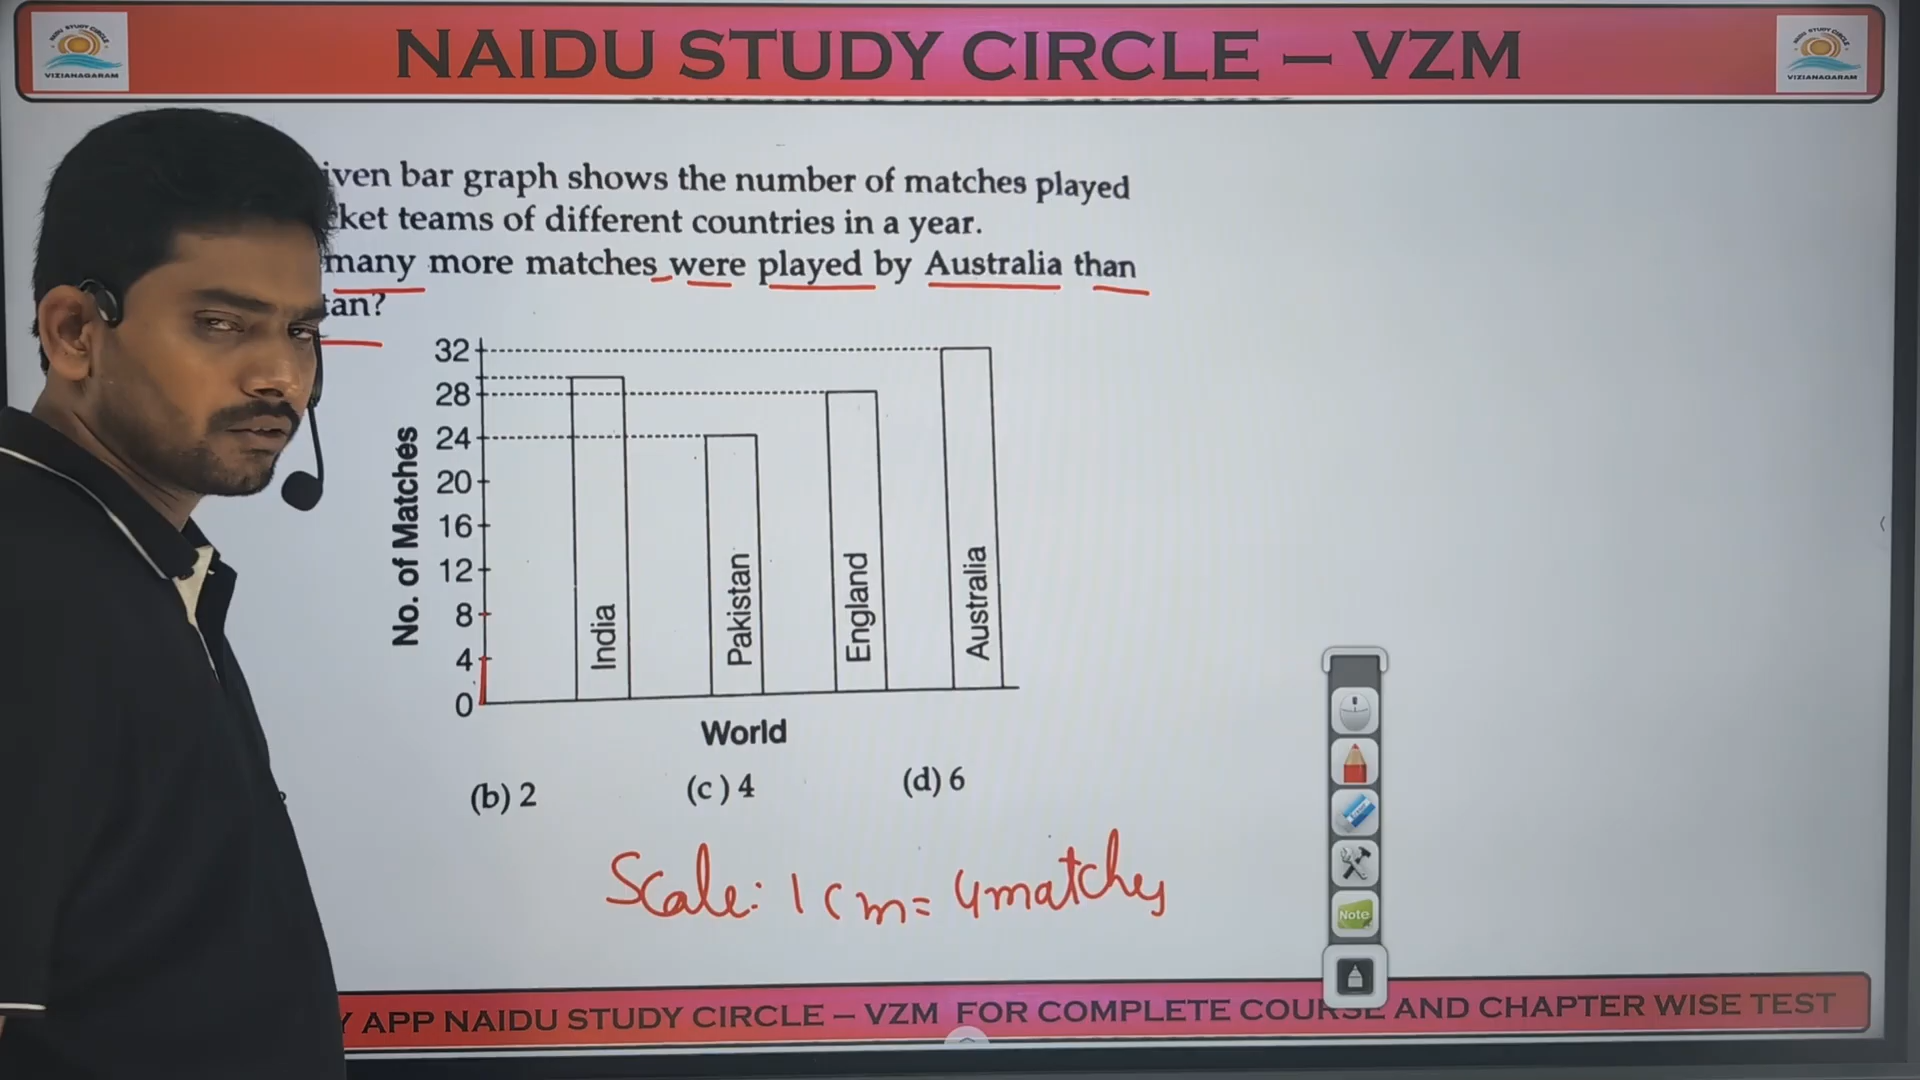 NAIDU STUDY CIRCLE – VZM
VIZIANAGARAM
VIZIANAGARAM
iven bar graph shows the number of matches played
ket teams of different countries in a year.
many more matches were played by Australia than
tan?
32
28
24
20
16
12
8
4
0
No. of Matches
India
Pakistan
England
Australia
World
(b) 2 (c) 4 (d) 6
Scale: 1 cm = 4 matches
Note
Y APP NAIDU STUDY CIRCLE – VZM FOR COMPLETE COURSE AND CHAPTER WISE TEST